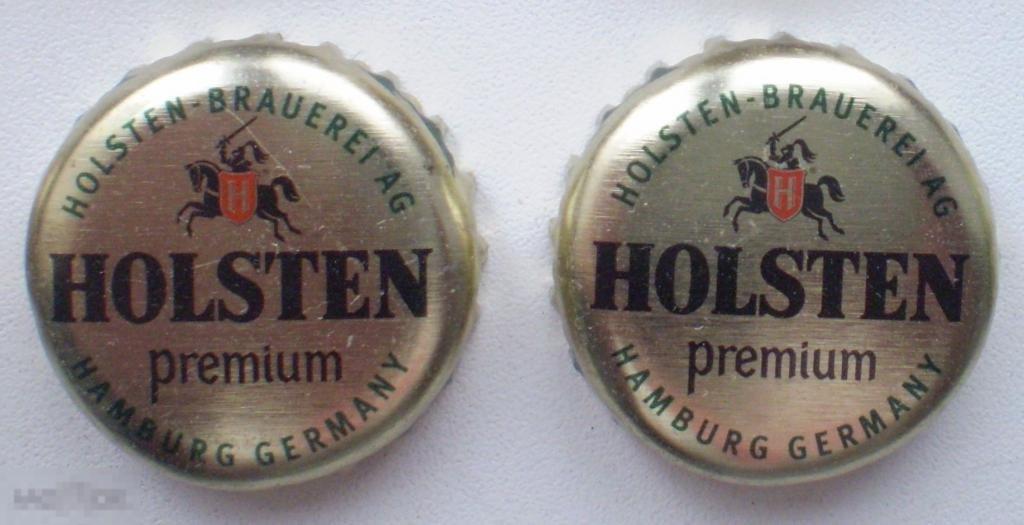 HOLSTEN-BRAUEREI AG
H
HOLSTEN
premium
HAMBURG GERMANY
HOLSTEN-BRAUEREI AG
H
HOLSTEN
premium
HAMBURG GERMANY